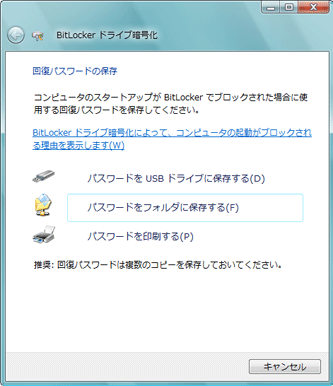 BitLocker ドライブ暗号化
回復パスワードの保存
コンピュータのスタートアップが BitLocker でブロックされた場合に使
用する回復パスワードを保存してください。
BitLocker ドライブ暗号化によって、コンピュータの起動がブロックされ
る理由を表示します(W)
パスワードを USB ドライブに保存する(D)
パスワードをフォルダに保存する(F)
パスワードを印刷する(P)
推奨: 回復パスワードは複数のコピーを保存しておいてください。
キャンセル